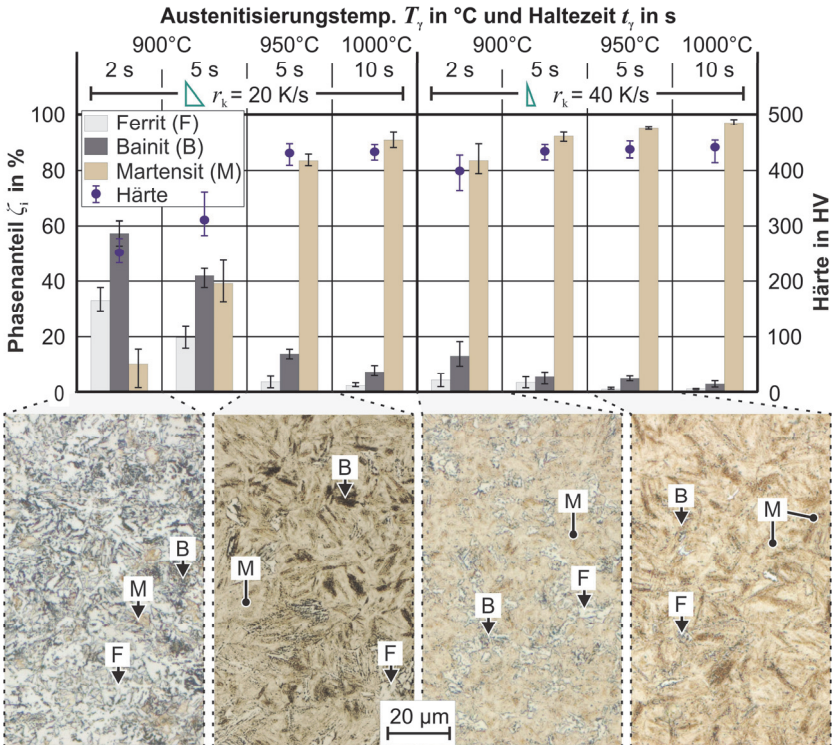 Austenitisierungstemp. Tγ in °C und Haltezeit tγ in s
900°C 950°C 1000°C 900°C 950°C 1000°C
2 s 5 s 5 s 10 s 2 s 5 s 5 s 10 s
rk = 20 K/s rk = 40 K/s
Phasenanteil ζi in %
100
80
60
40
20
0
Ferrit (F)
Bainit (B)
Martensit (M)
Härte
500
400
300
200
100
0
Härte in HV
B
M
F
B
M
F
M
B
F
B
M
F
20 µm